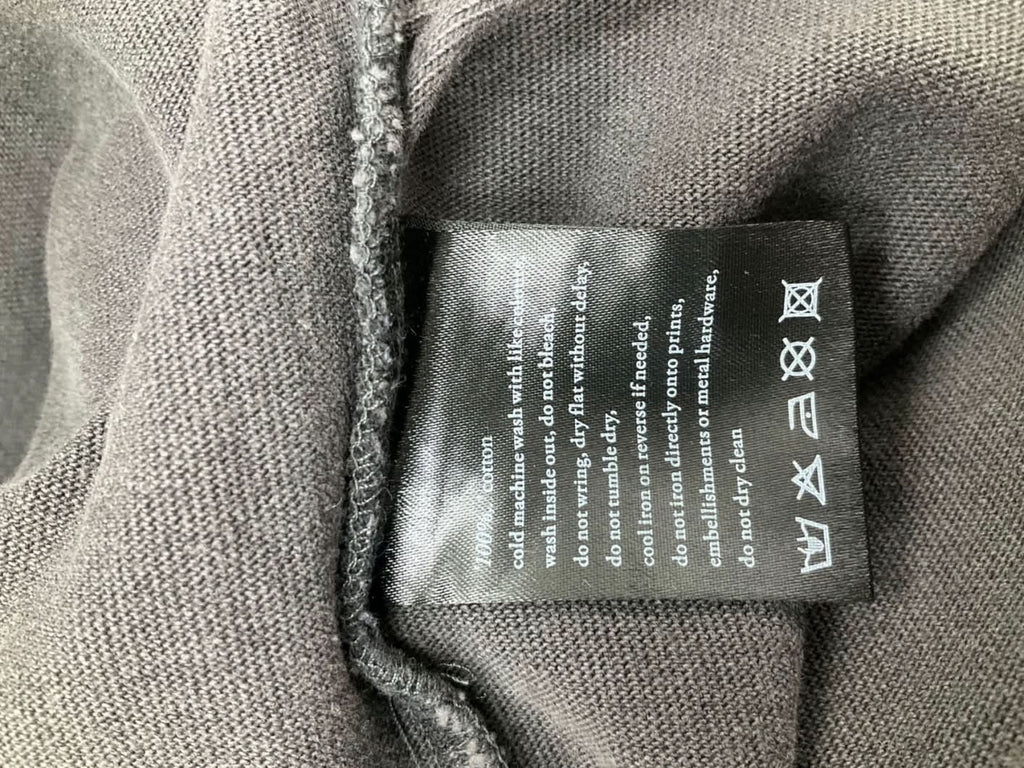 100% cotton
cold machine wash with like colours,
wash inside out, do not bleach,
do not wring, dry flat without delay,
do not tumble dry,
cool iron on reverse if needed,
do not iron directly onto prints,
embellishments or metal hardware,
do not dry clean